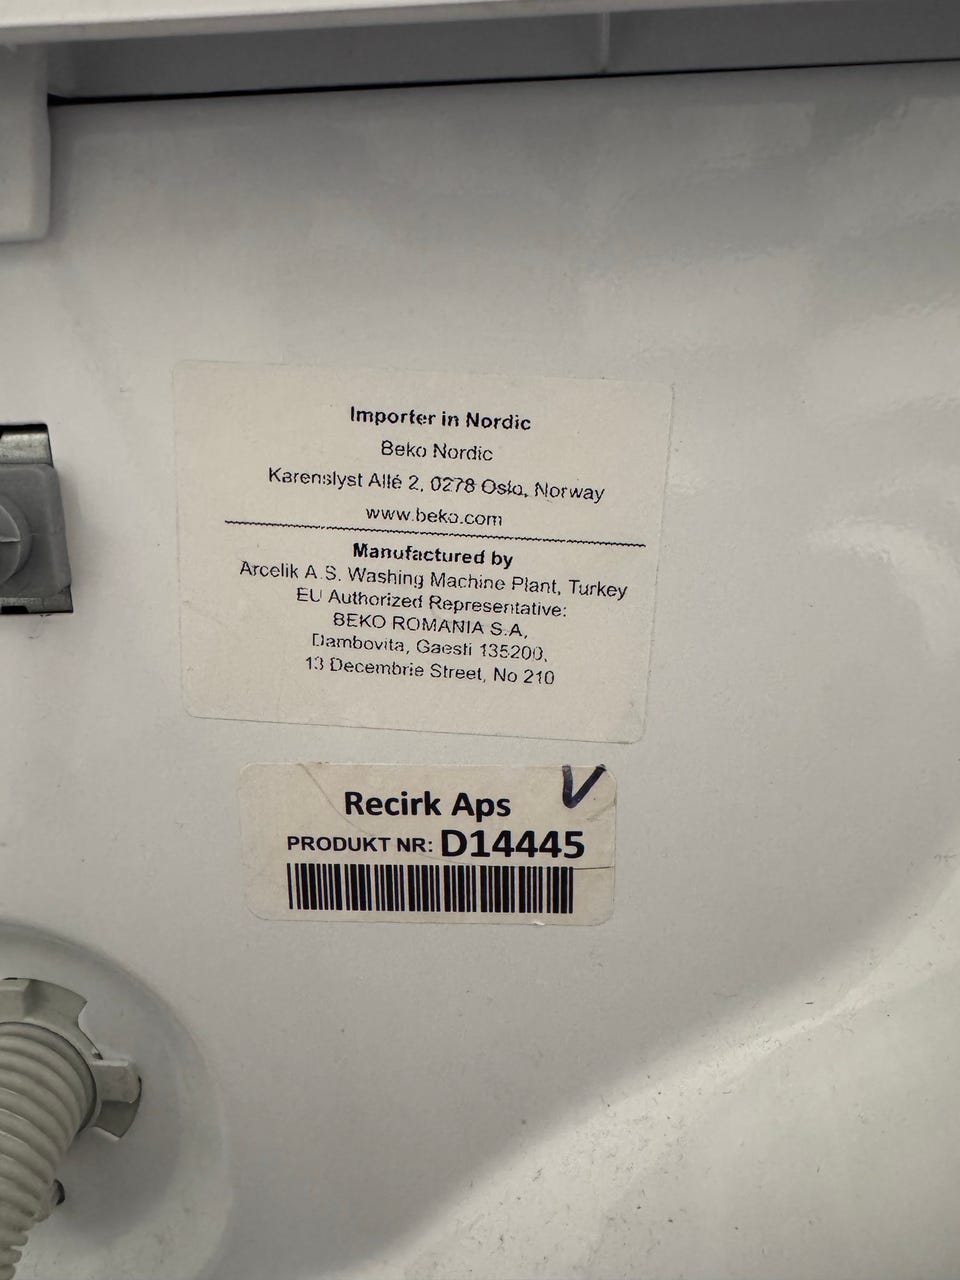 Importer in Nordic
Beko Nordic
Karenslyst Allé 2, 0278 Oslo, Norway
www.beko.com
Manufactured by
Arcelik A.S. Washing Machine Plant, Turkey
EU Authorized Representative:
BEKO ROMANIA S.A,
Dambovita, Gaesti 135200,
13 Decembrie Street, No 210
Recirk Aps
PRODUKT NR: D14445